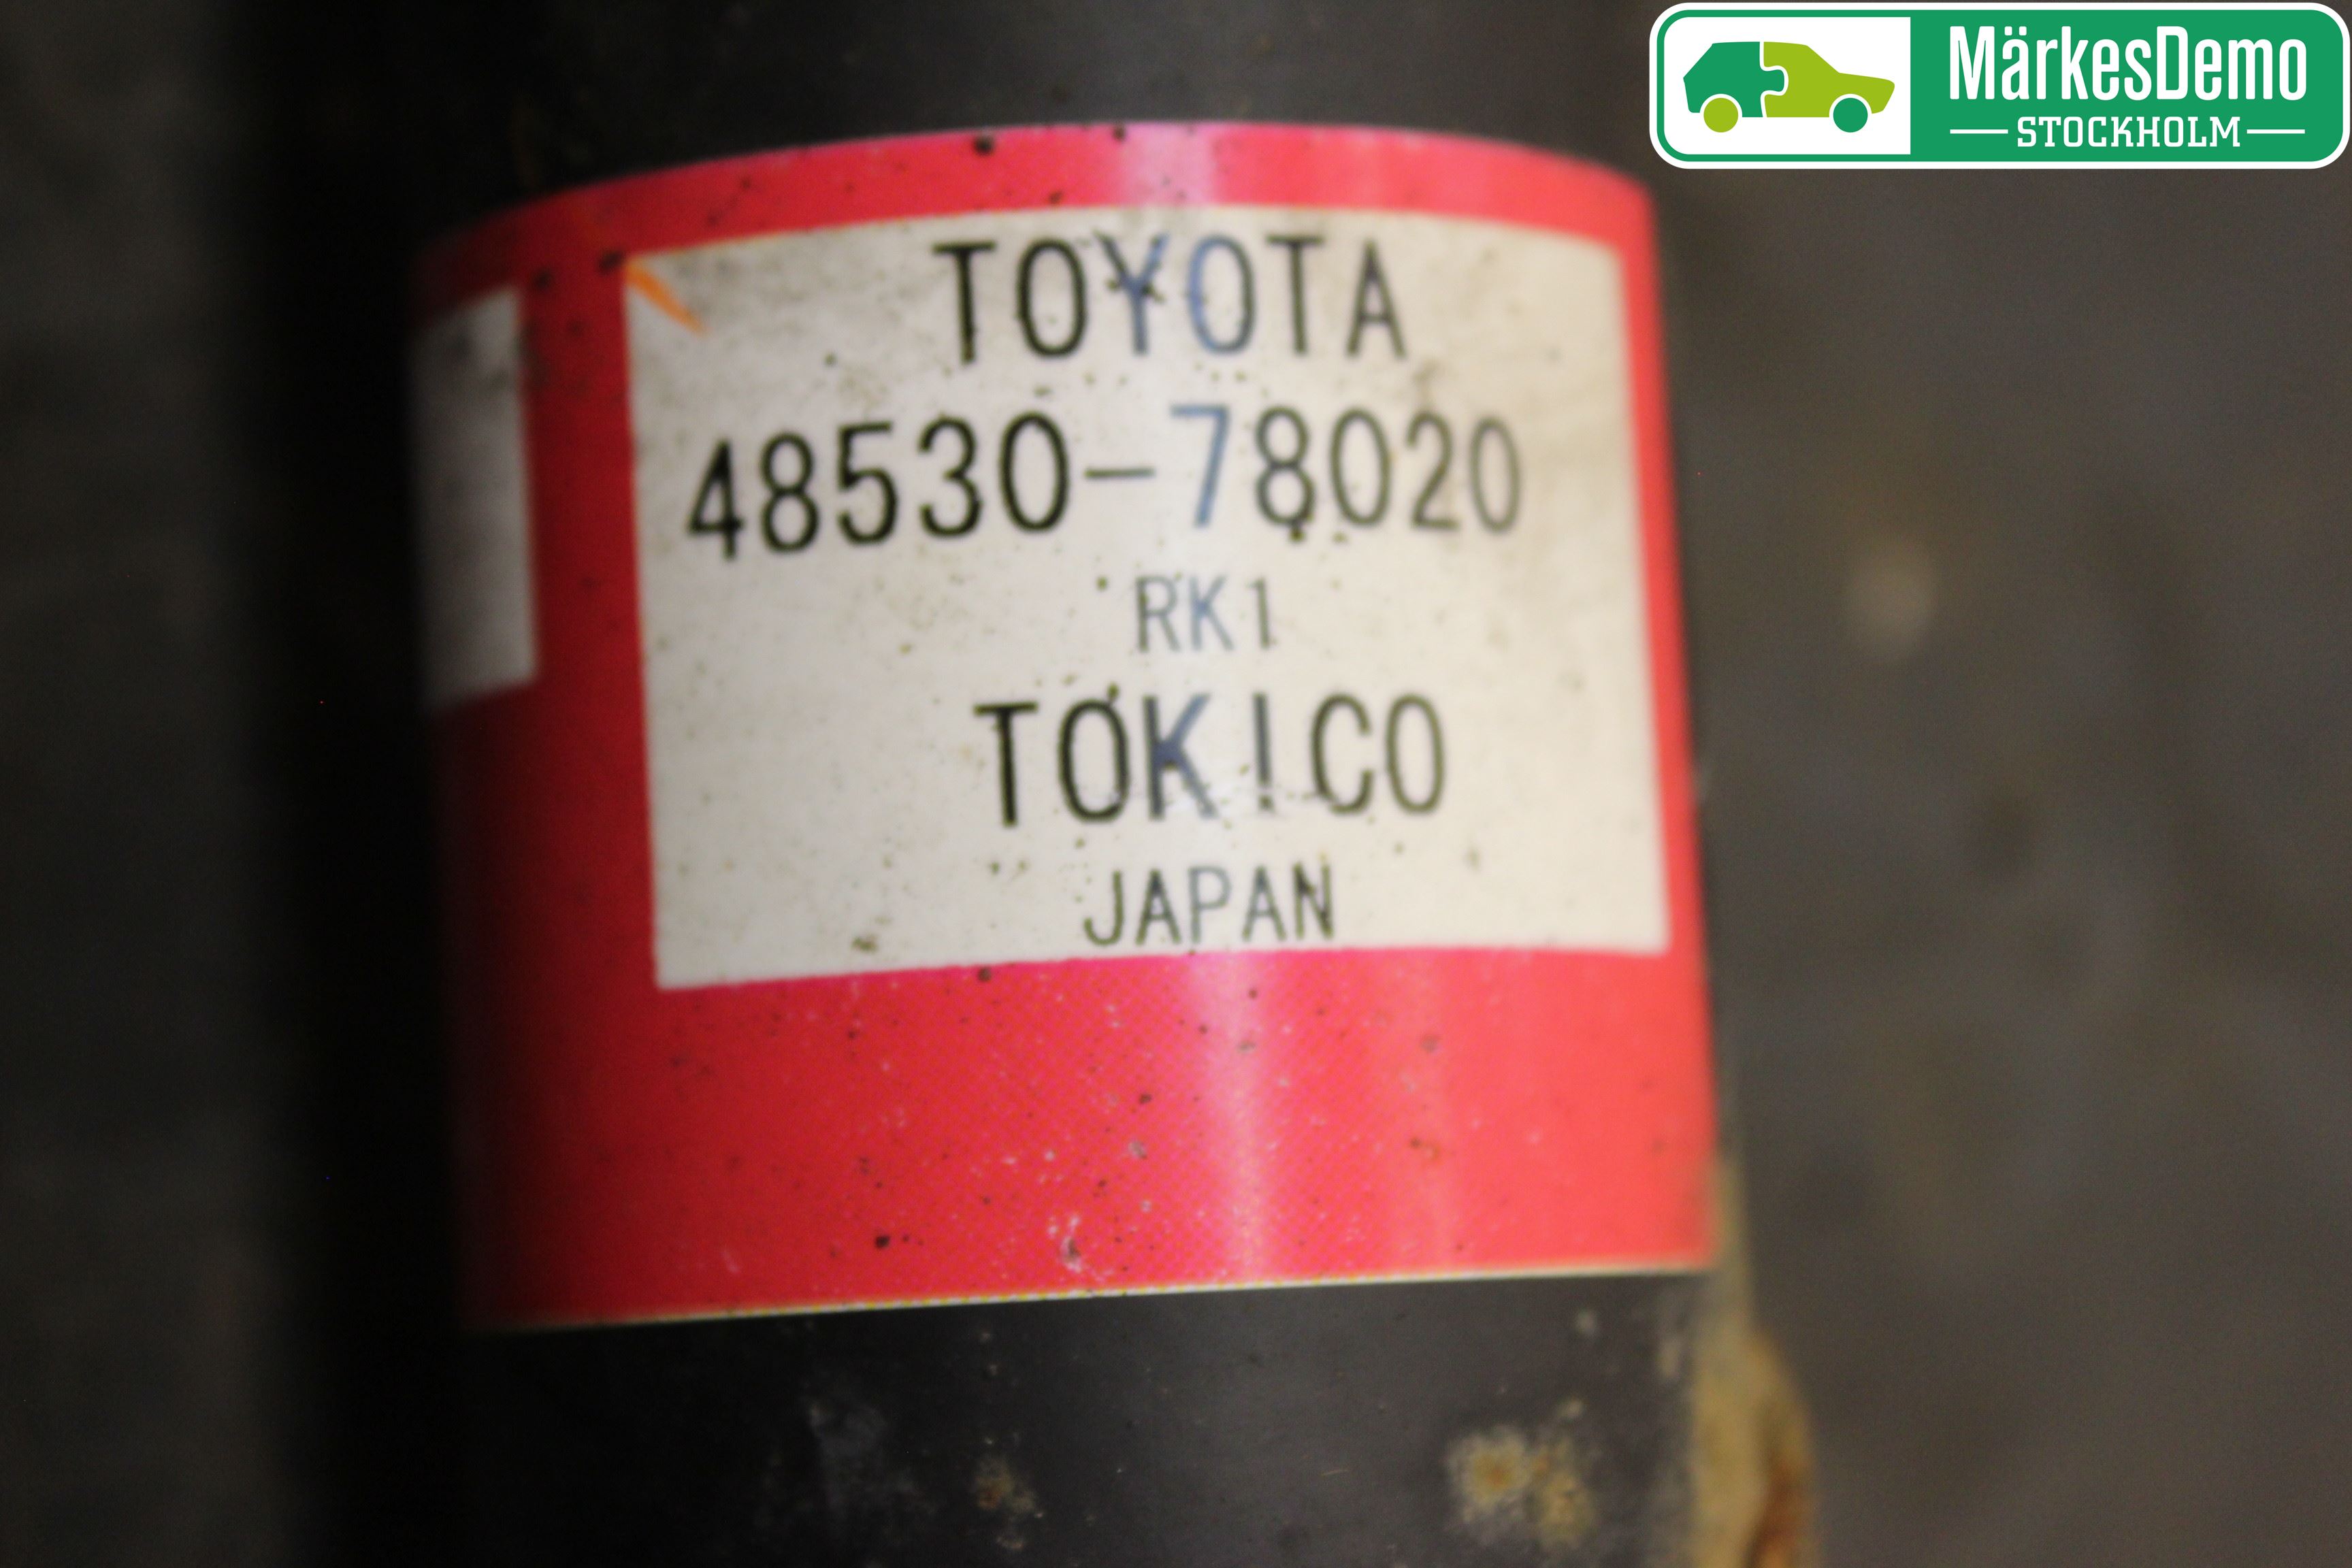 MärkesDemo
STOCKHOLM
TOYOTA
48530-78020
RK1
TOKICO
JAPAN